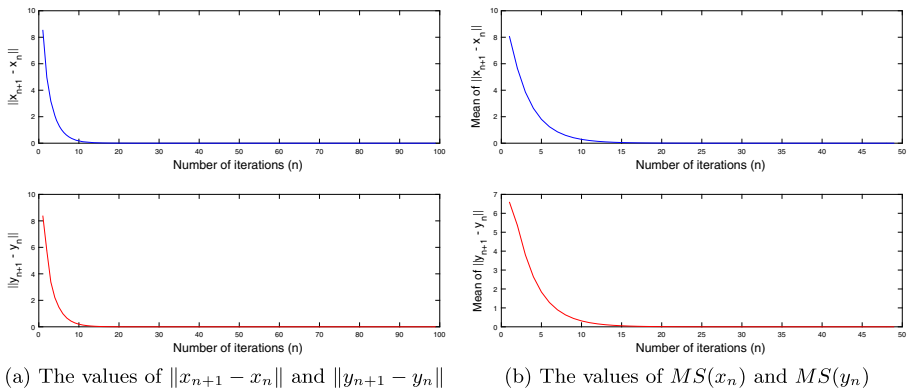 10
8
6
4
2
0
||x_{n+1} - x_n||
0 10 20 30 40 50 60 70 80 90 100
Number of iterions (n)
10
8
6
4
2
0
Mean of ||x_{n+1} - x_n||
0 5 10 15 20 25 30 35 40 45 50
Number of iterations (n)
10
8
6
4
2
0
||y_{n+1} - y_n||
0 10 20 30 40 50 60 70 80 90 100
Number of iterations (n)
7
6
5
4
3
2
1
0
Mean of ||y_{n+1} - y_n||
0 5 10 15 20 25 30 35 40 45 50
Number of iterations (n)
(a) The values of ‖x_{n+1} − x_n‖ and ‖y_{n+1} − y_n‖
(b) The values of MS(x_n) and MS(y_n)